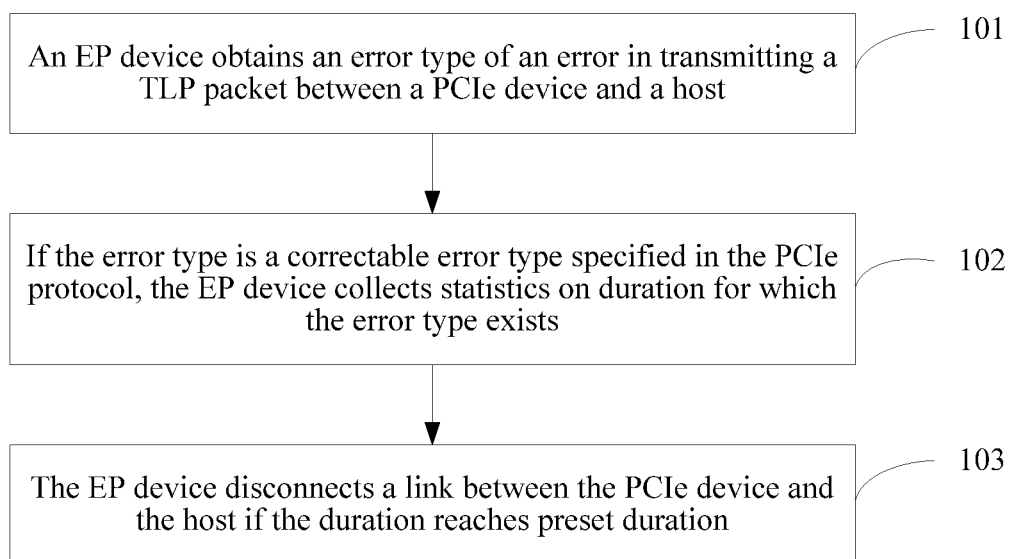 An EP device obtains an error type of an error in transmitting a
TLP packet between a PCIe device and a host
101
If the error type is a correctable error type specified in the PCIe
protocol, the EP device collects statistics on duration for which
the error type exists
102
The EP device disconnects a link between the PCIe device and
the host if the duration reaches preset duration
103